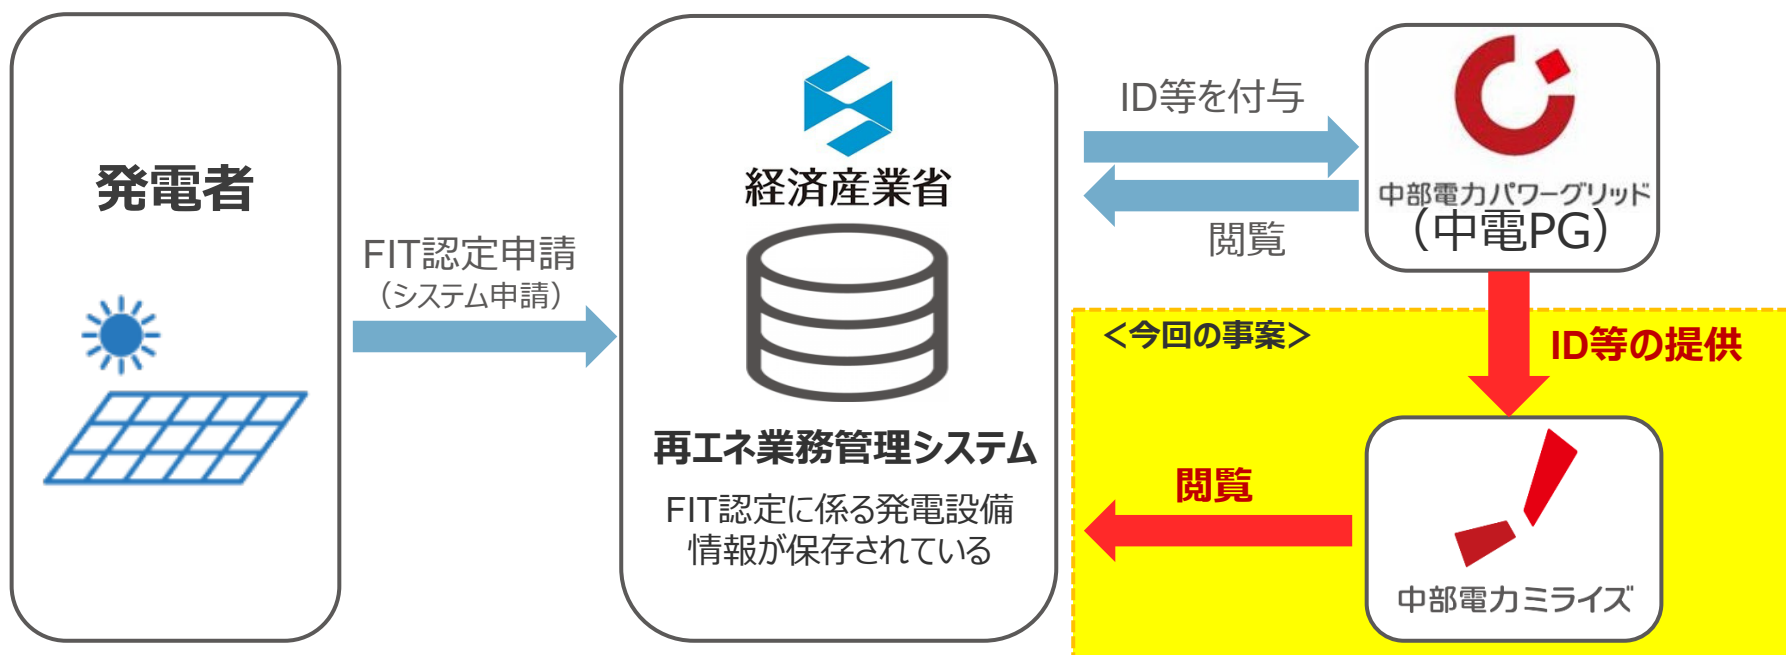 発電者
FIT認定申請
（システム申請）
経済産業省
再エネ業務管理システム
FIT認定に係る発電設備
情報が保存されている
ID等を付与
閲覧
中部電力パワーグリッド
（中電PG）
＜今回の事案＞
ID等の提供
閲覧
中部電力ミライズ